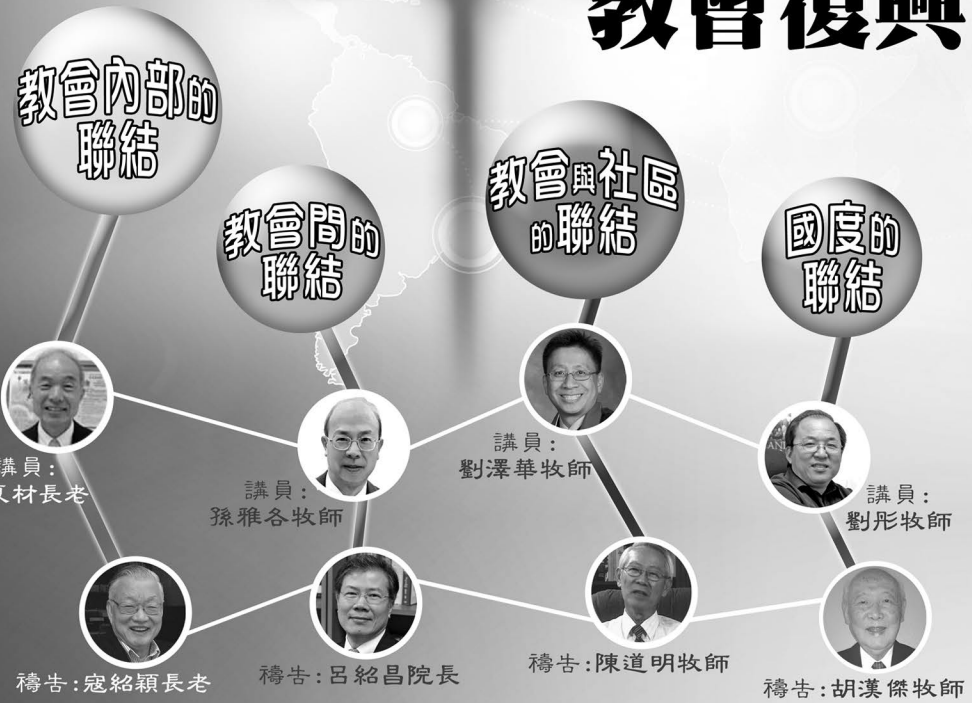 教會復興
教會內部的
聯結
教會間的
聯結
教會與社區
的聯結
國度的
聯結
講員:
材長老
講員:
孫雅各牧師
講員:
劉澤華牧師
講員:
劉彤牧師
禱告:寇紹穎長老
禱告:呂紹昌院長
禱告:陳道明牧師
禱告:胡漢傑牧師